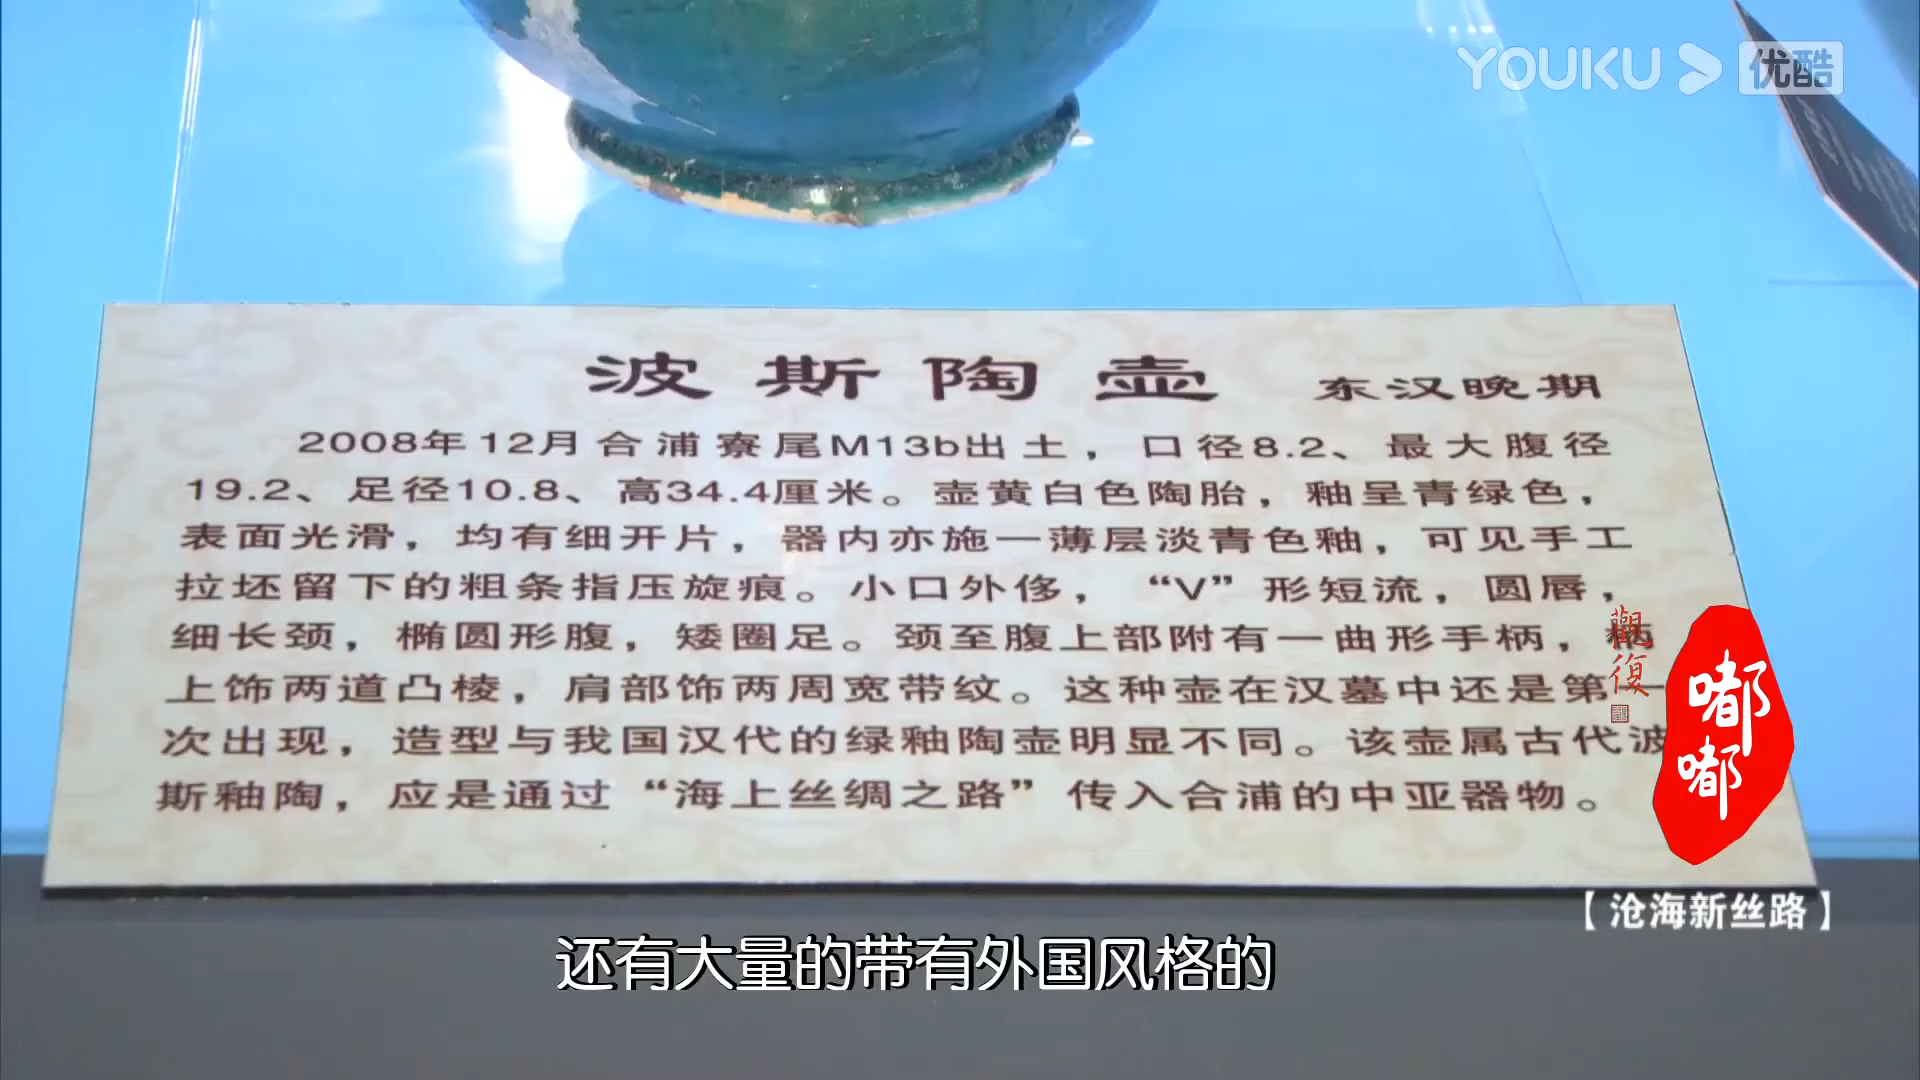 YOUKU 优酷
波斯陶壶 东汉晚期
2008年12月合浦寮尾M13b出土，口径8.2、最大腹径
19.2、足径10.8、高34.4厘米。壶黄白色陶胎，釉呈青绿色，
表面光滑，均有细开片，器内亦施一薄层淡青色釉，可见手工
拉坯留下的粗条指压旋痕。小口外侈，“V”形短流，圆唇，
细长颈，椭圆形腹，矮圈足。颈至腹上部附有一曲形手柄，
上饰两道凸棱，肩部饰两周宽带纹。这种壶在汉墓中还是第一
次出现，造型与我国汉代的绿釉陶壶明显不同。该壶属古代波
斯釉陶，应是通过“海上丝绸之路”传入合浦的中亚器物。
觀復
嘟嘟
【沧海新丝路】
还有大量的带有外国风格的